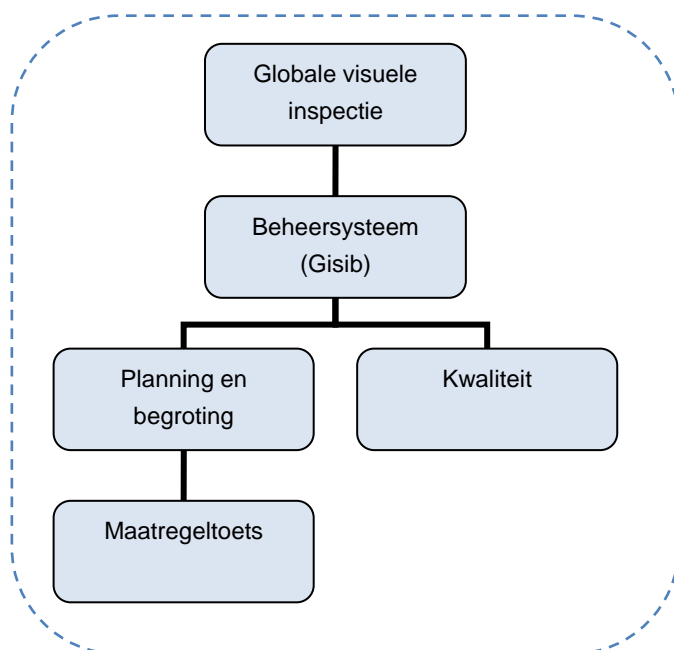 Globale visuele
inspectie
Beheersysteem
(Gisib)
Planning en
begroting
Kwaliteit
Maatregeltoets